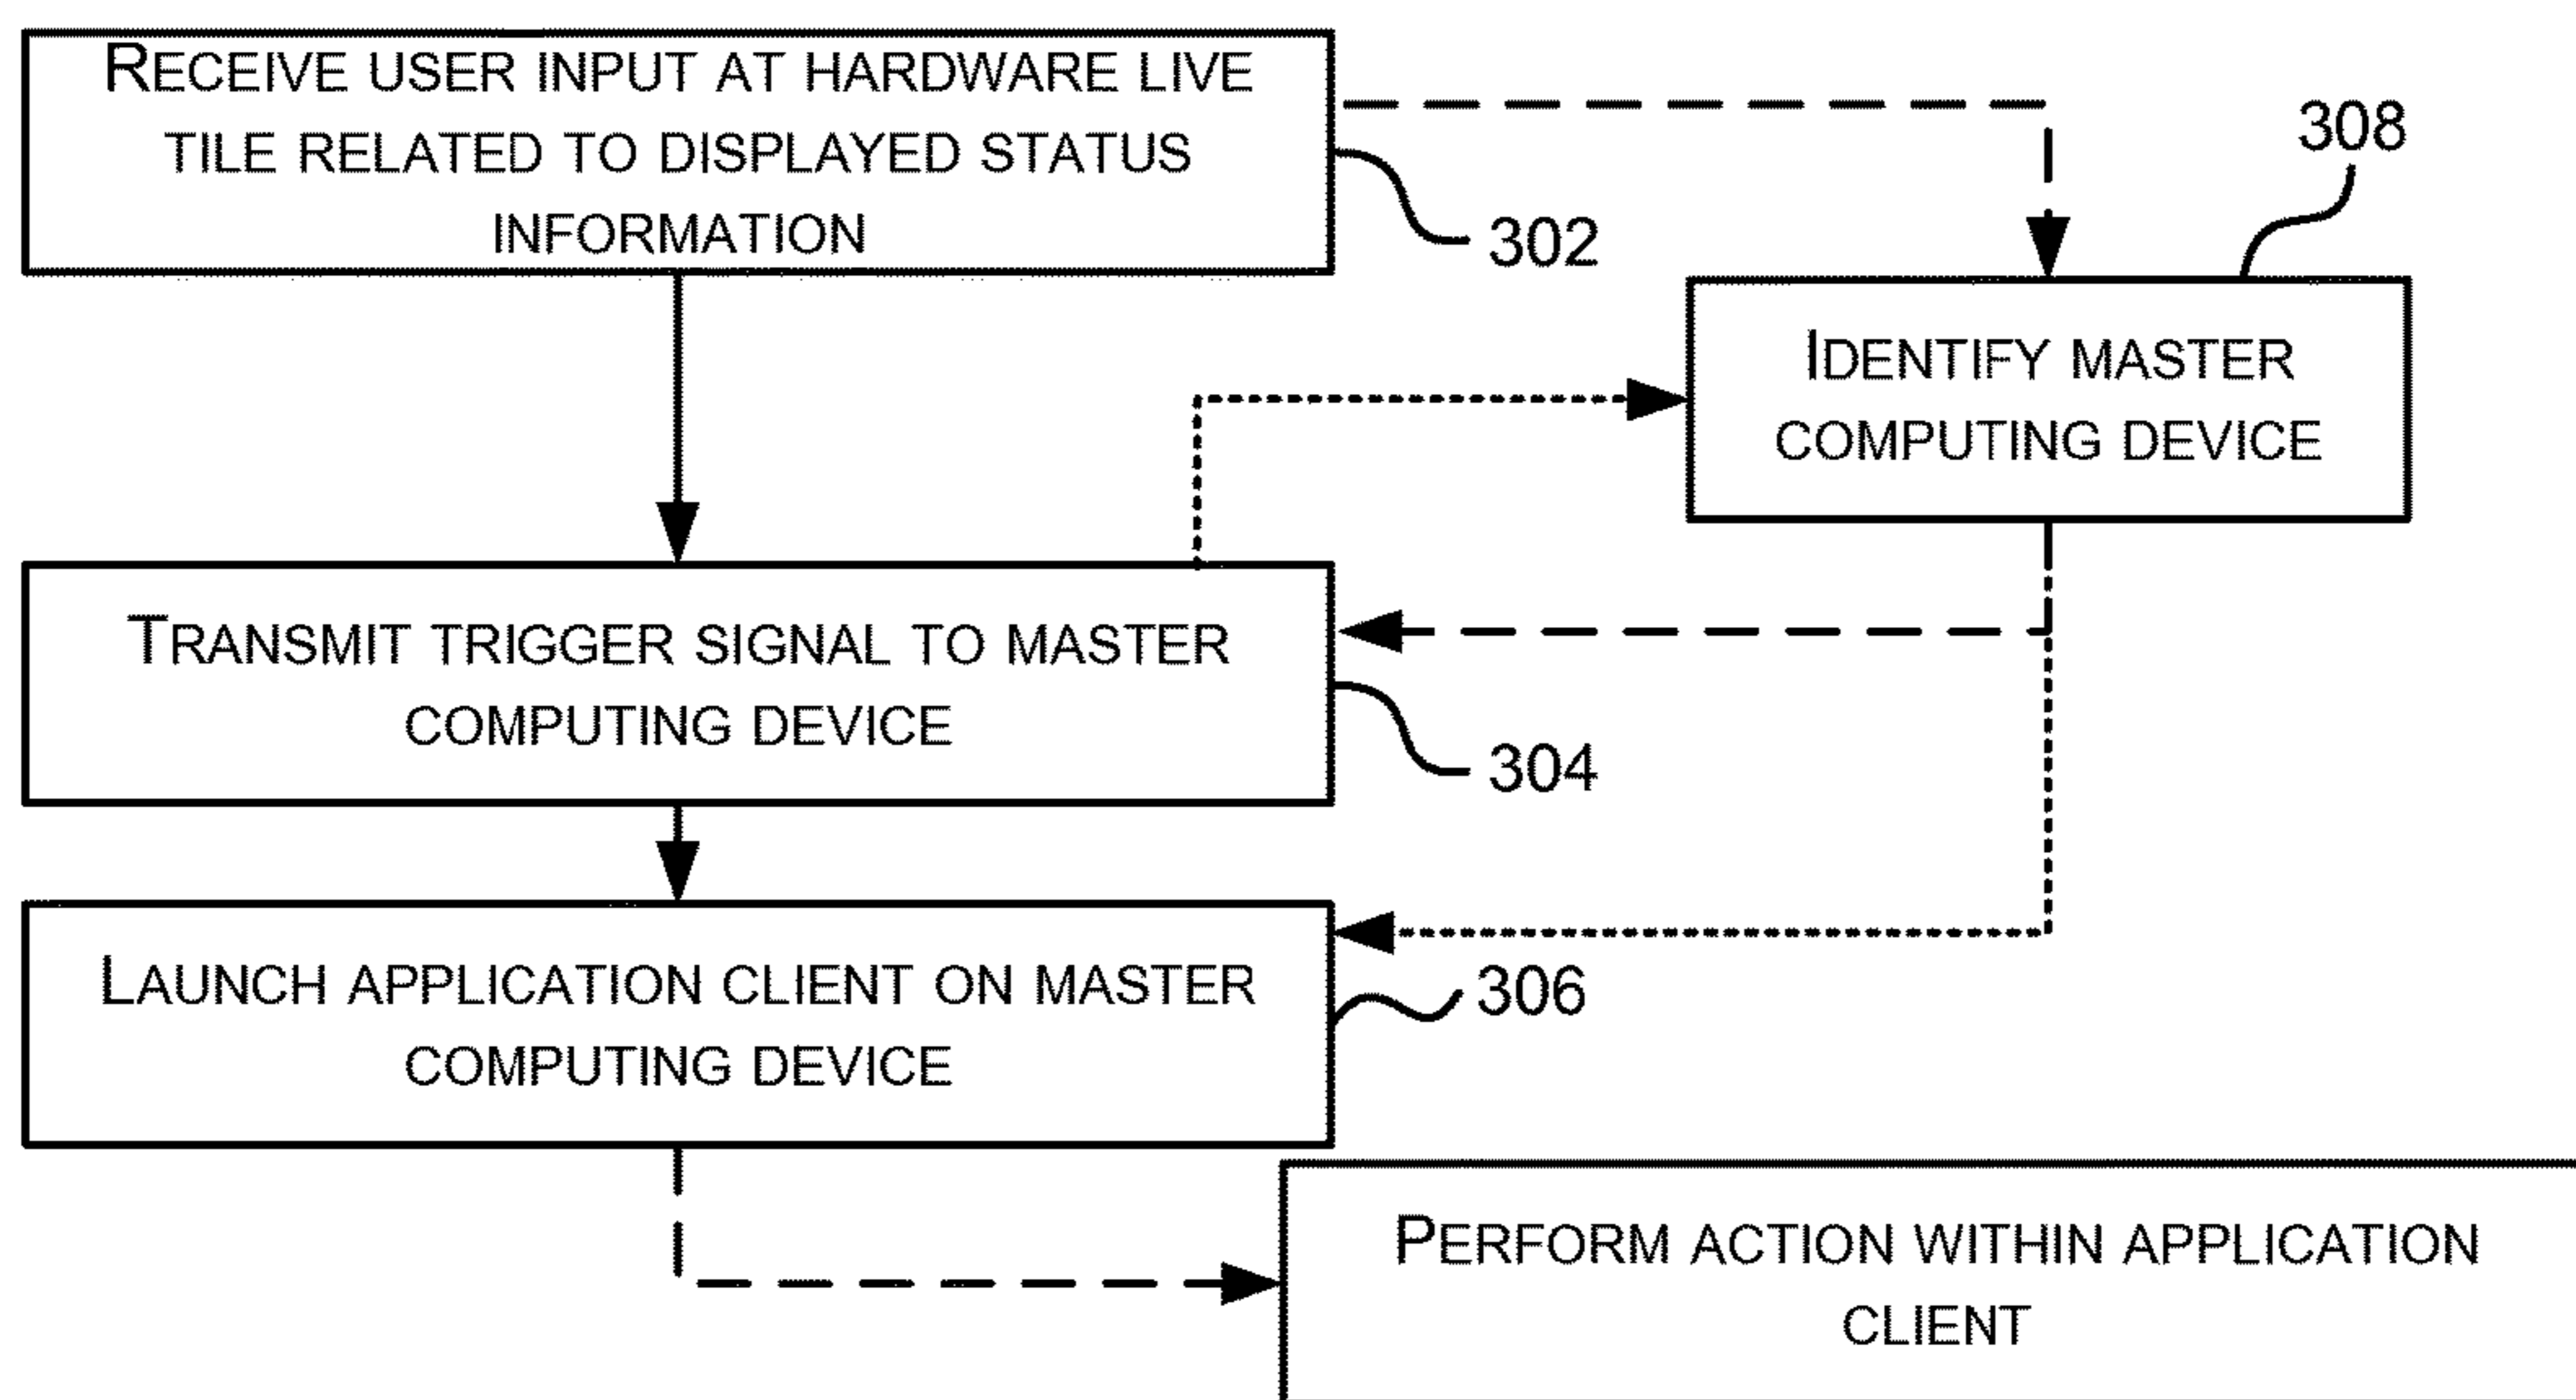 RECEIVE USER INPUT AT HARDWARE LIVE
TILE RELATED TO DISPLAYED STATUS
INFORMATION
302
308
IDENTIFY MASTER
COMPUTING DEVICE
TRANSMIT TRIGGER SIGNAL TO MASTER
COMPUTING DEVICE
304
LAUNCH APPLICATION CLIENT ON MASTER
COMPUTING DEVICE
306
PERFORM ACTION WITHIN APPLICATION
CLIENT